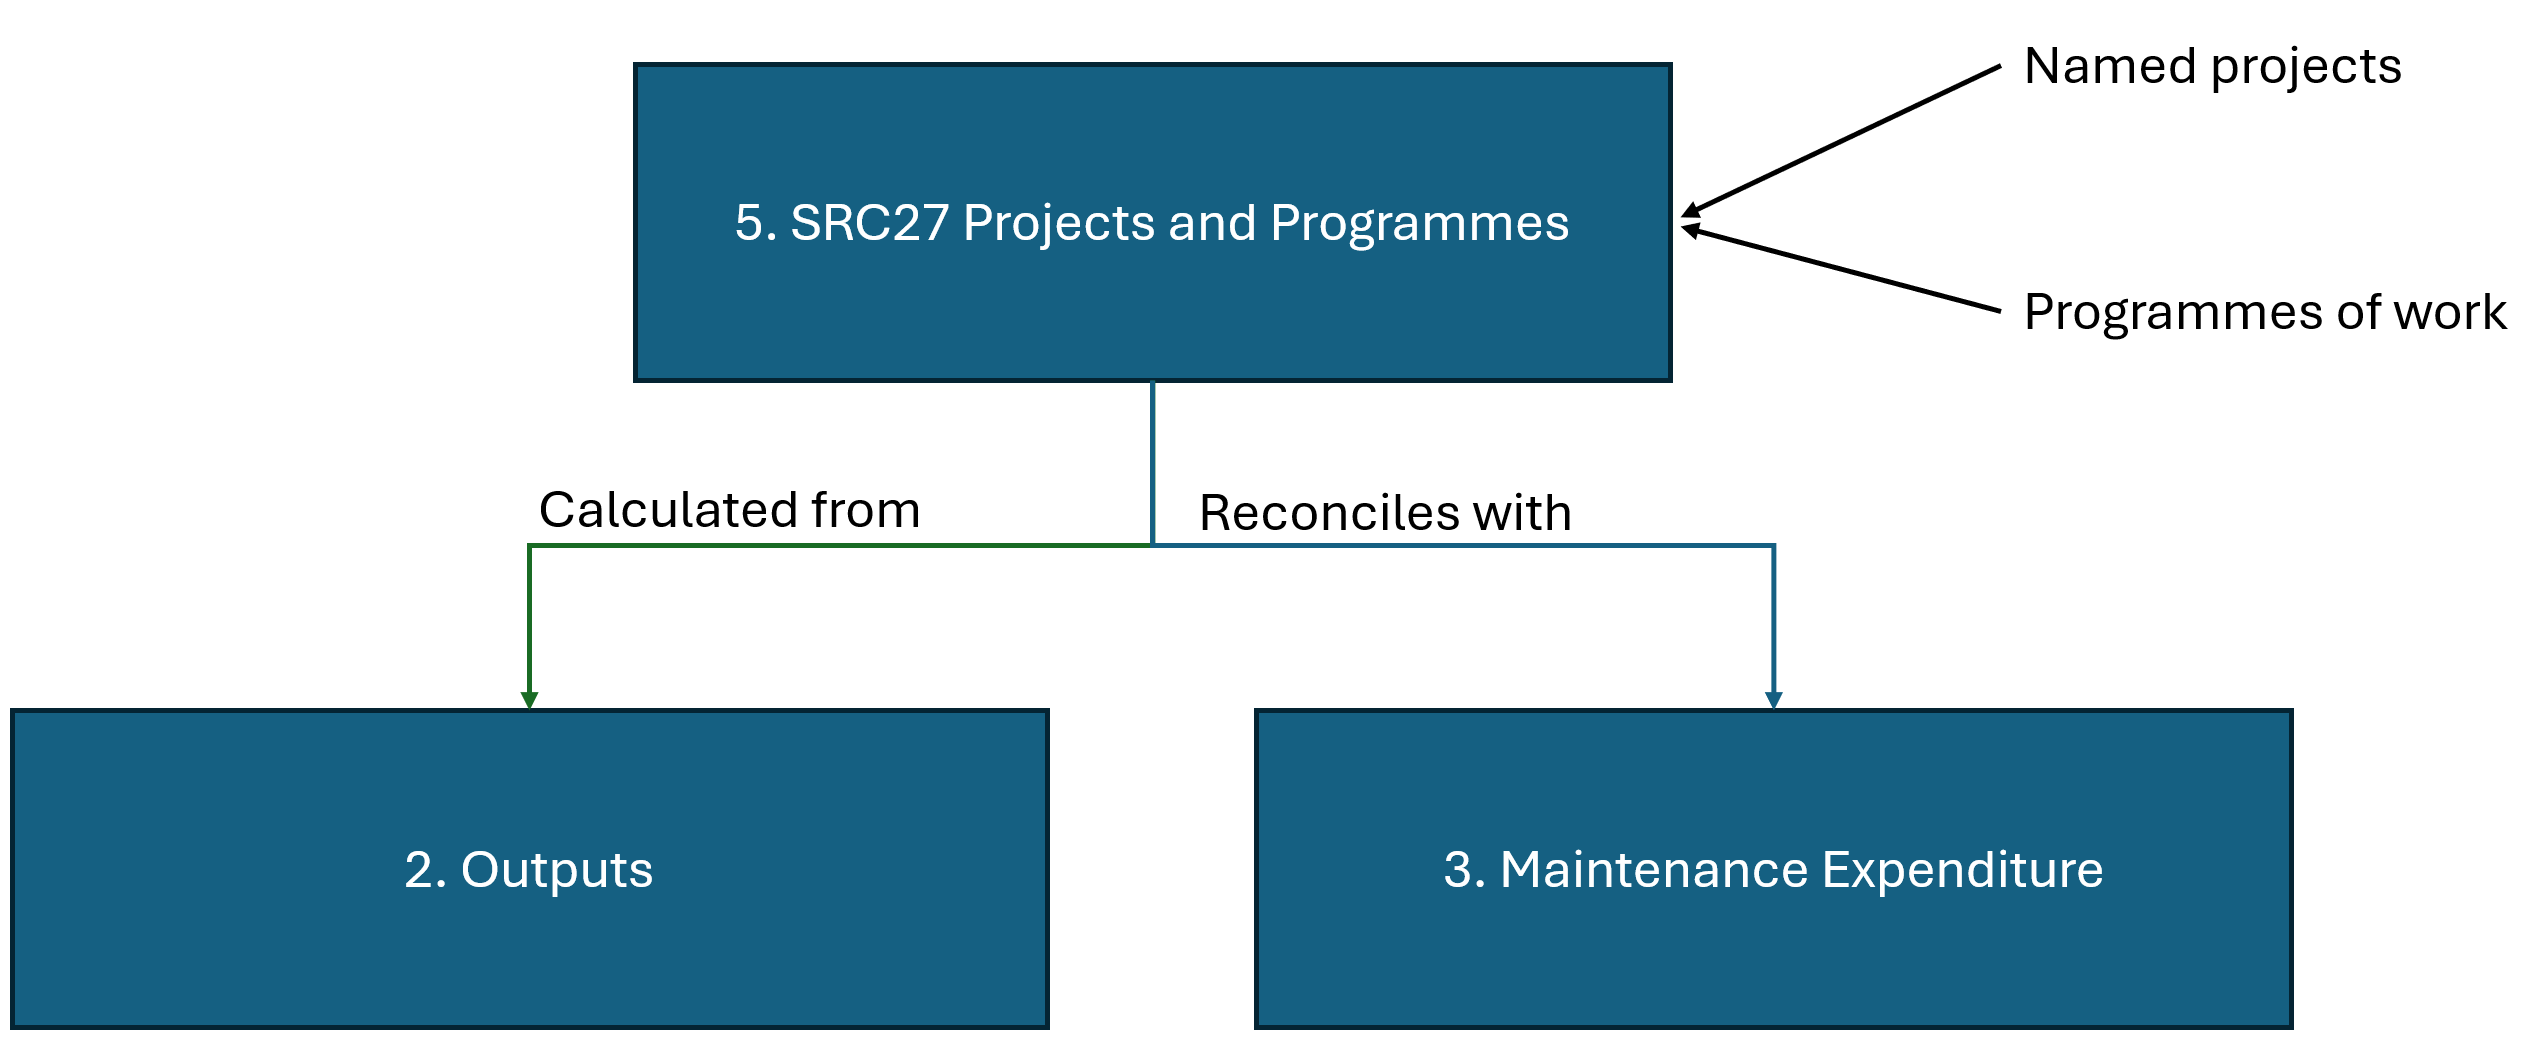 Named projects
5. SRC27 Projects and Programmes
Programmes of work
Calculated from
Reconciles with
2. Outputs
3. Maintenance Expenditure